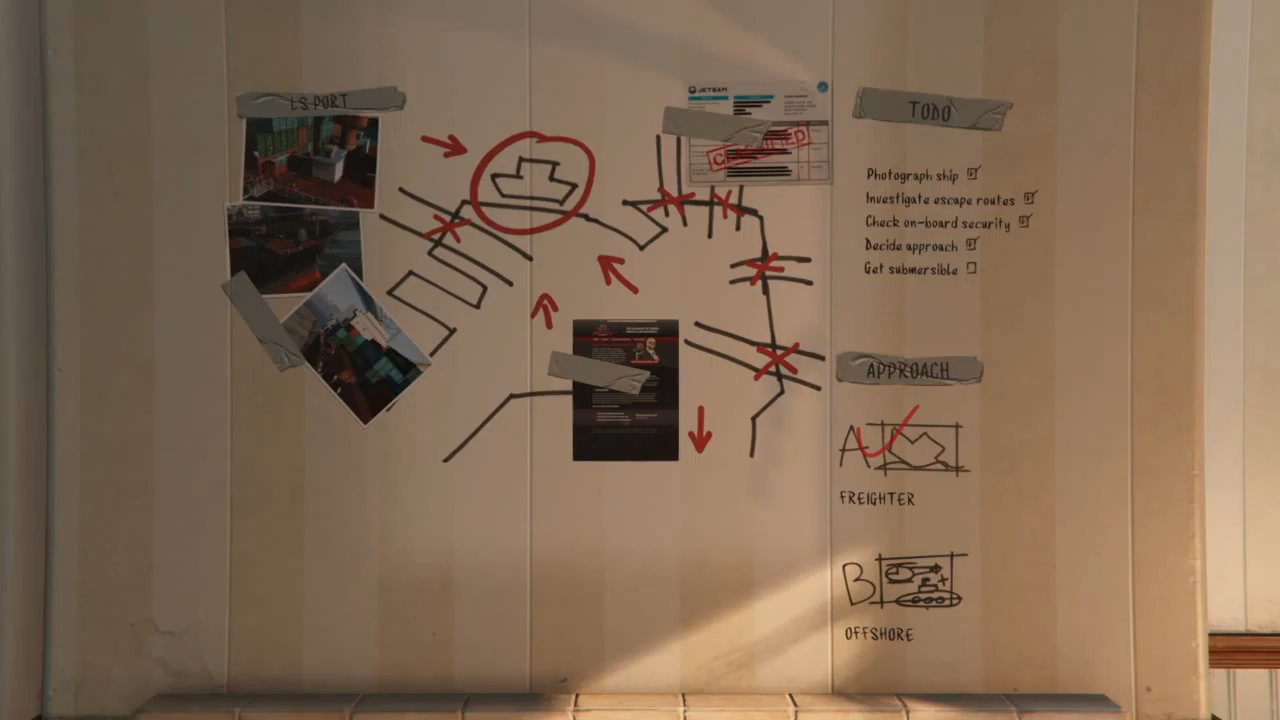 LS PORT
JETSAM
TODO
Photograph ship
Investigate escape routes
Check on-board security
Decide approach
Get submersible
APPROACH
A
FREIGHTER
B
OFFSHORE